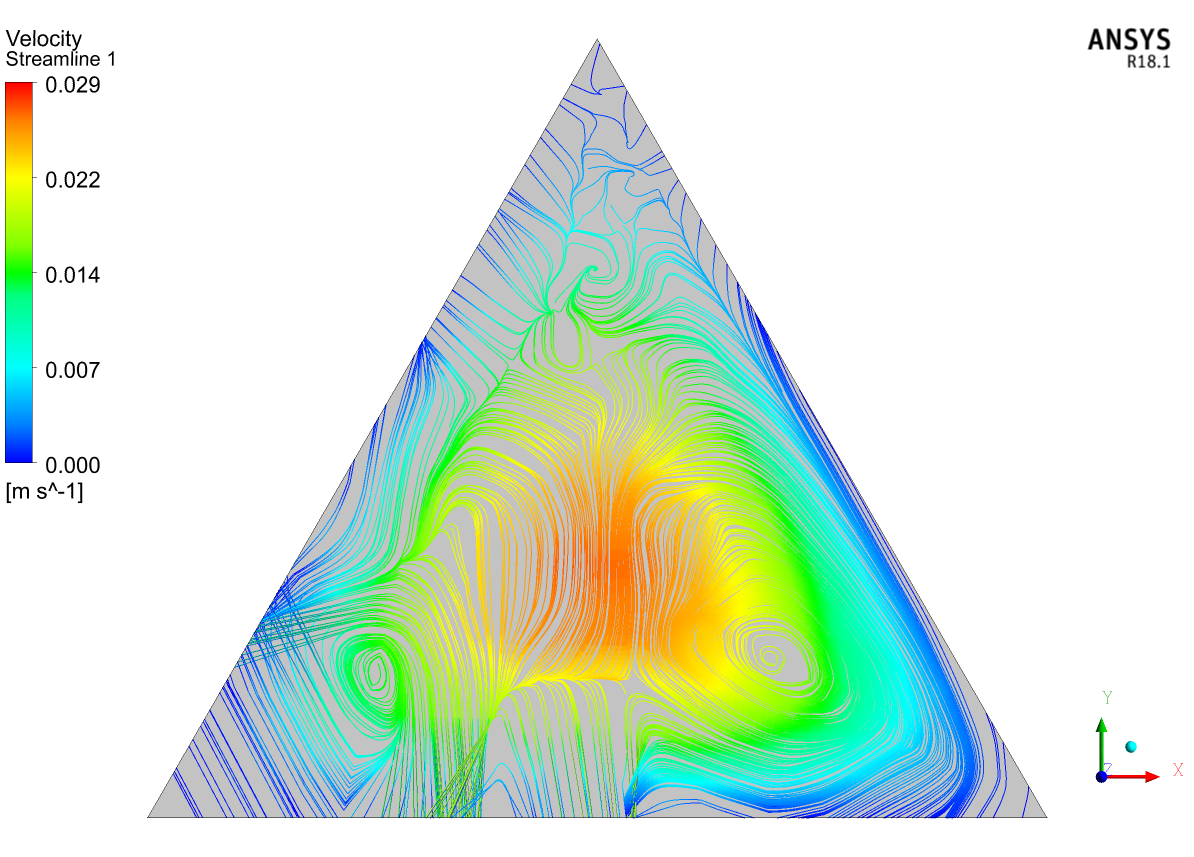 Velocity
Streamline 1
0.029
0.022
0.014
0.007
0.000
[m s^-1]
ANSYS
R18.1
Y
Z
X